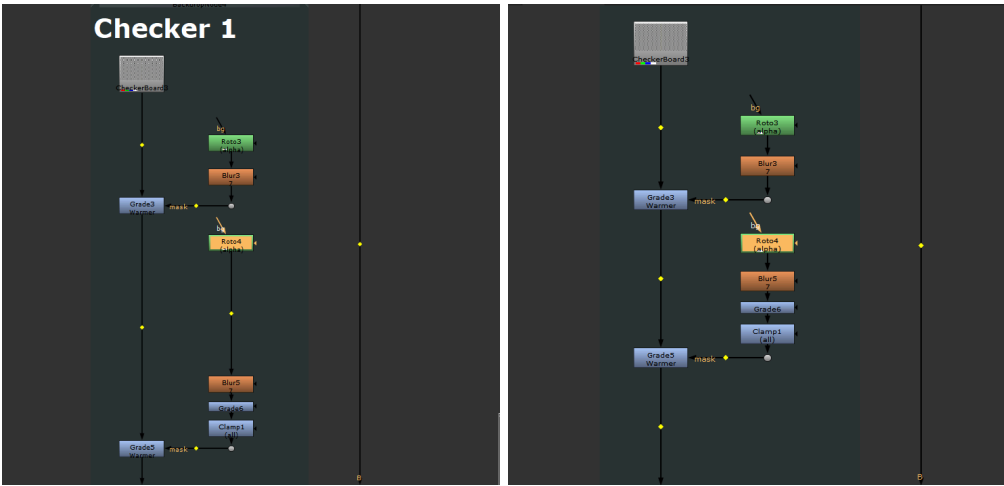 Checker 1
CheckerBoard3
bg
Roto3
(alpha)
Blur3
7
Grade3
Warmer
mask
bg
Roto4
(alpha)
Blur5
7
Grade6
Clamp1
(all)
Grade5
Warmer
mask
B
CheckerBoard3
bg
Roto3
(alpha)
Blur3
7
Grade3
Warmer
mask
bg
Roto4
(alpha)
Blur5
7
Grade6
Clamp1
(all)
Grade5
Warmer
mask
B